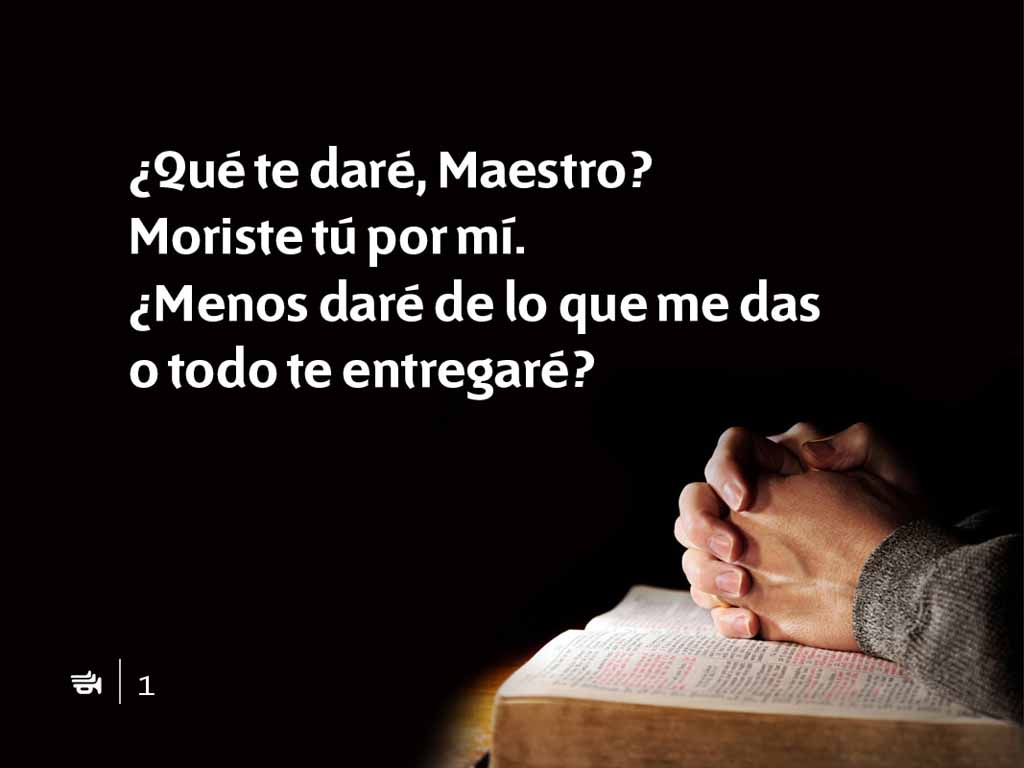 ¿Qué te daré, Maestro?
Moriste tú por mí.
¿Menos daré de lo que me das
o todo te entregaré?
1